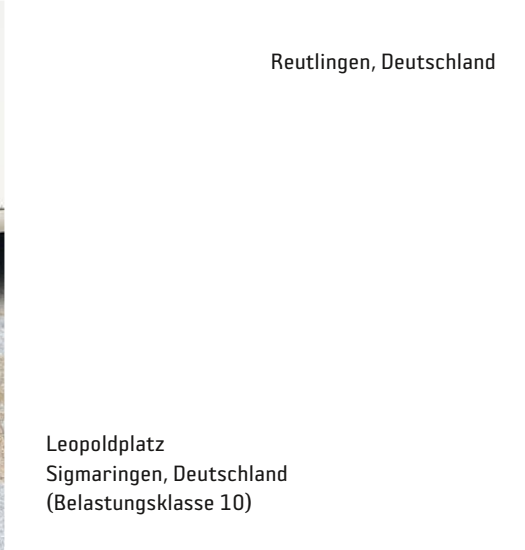 Reutlingen, Deutschland
Leopoldplatz
Sigmaringen, Deutschland
(Belastungsklasse 10)